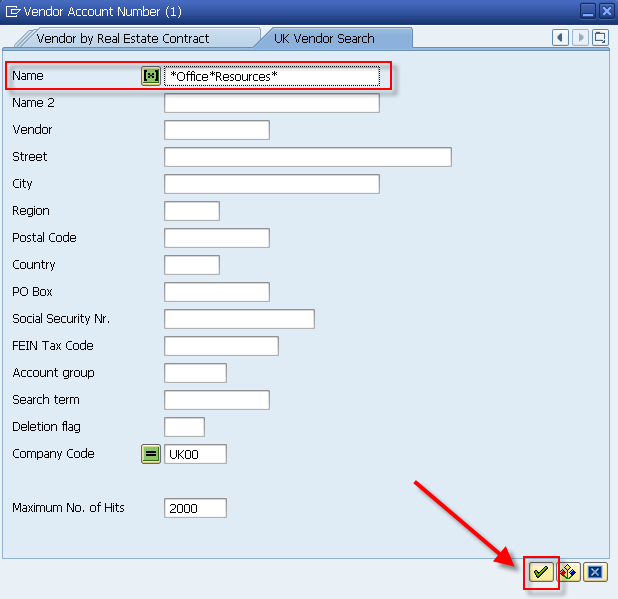 Vendor Account Number (1)
Vendor by Real Estate Contract
UK Vendor Search
Name *Office*Resources*
Name 2
Vendor
Street
City
Region
Postal Code
Country
PO Box
Social Security Nr.
FEIN Tax Code
Account group
Search term
Deletion flag
Company Code UK00
Maximum No. of Hits 2000